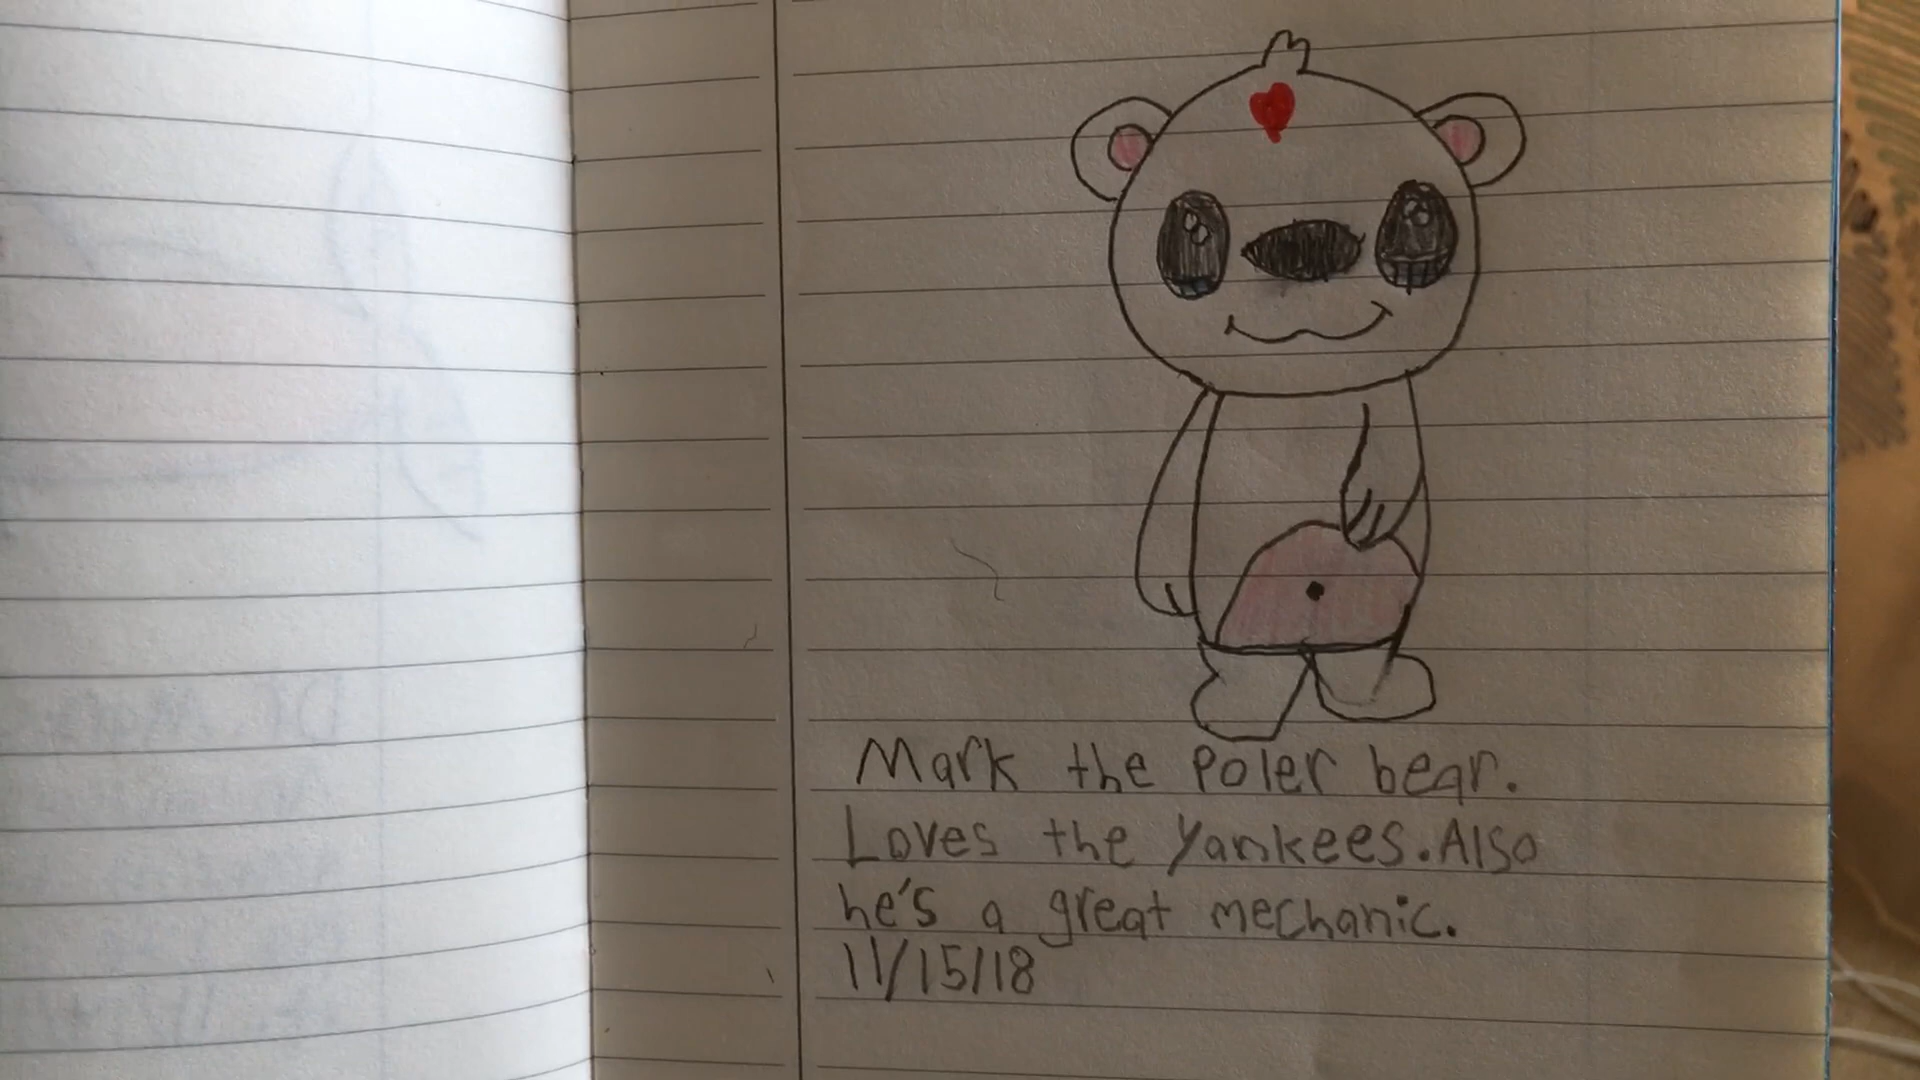 Mark the Poler bear.
Loves the Yankees. Also
he's a great mechanic.
11/15/18